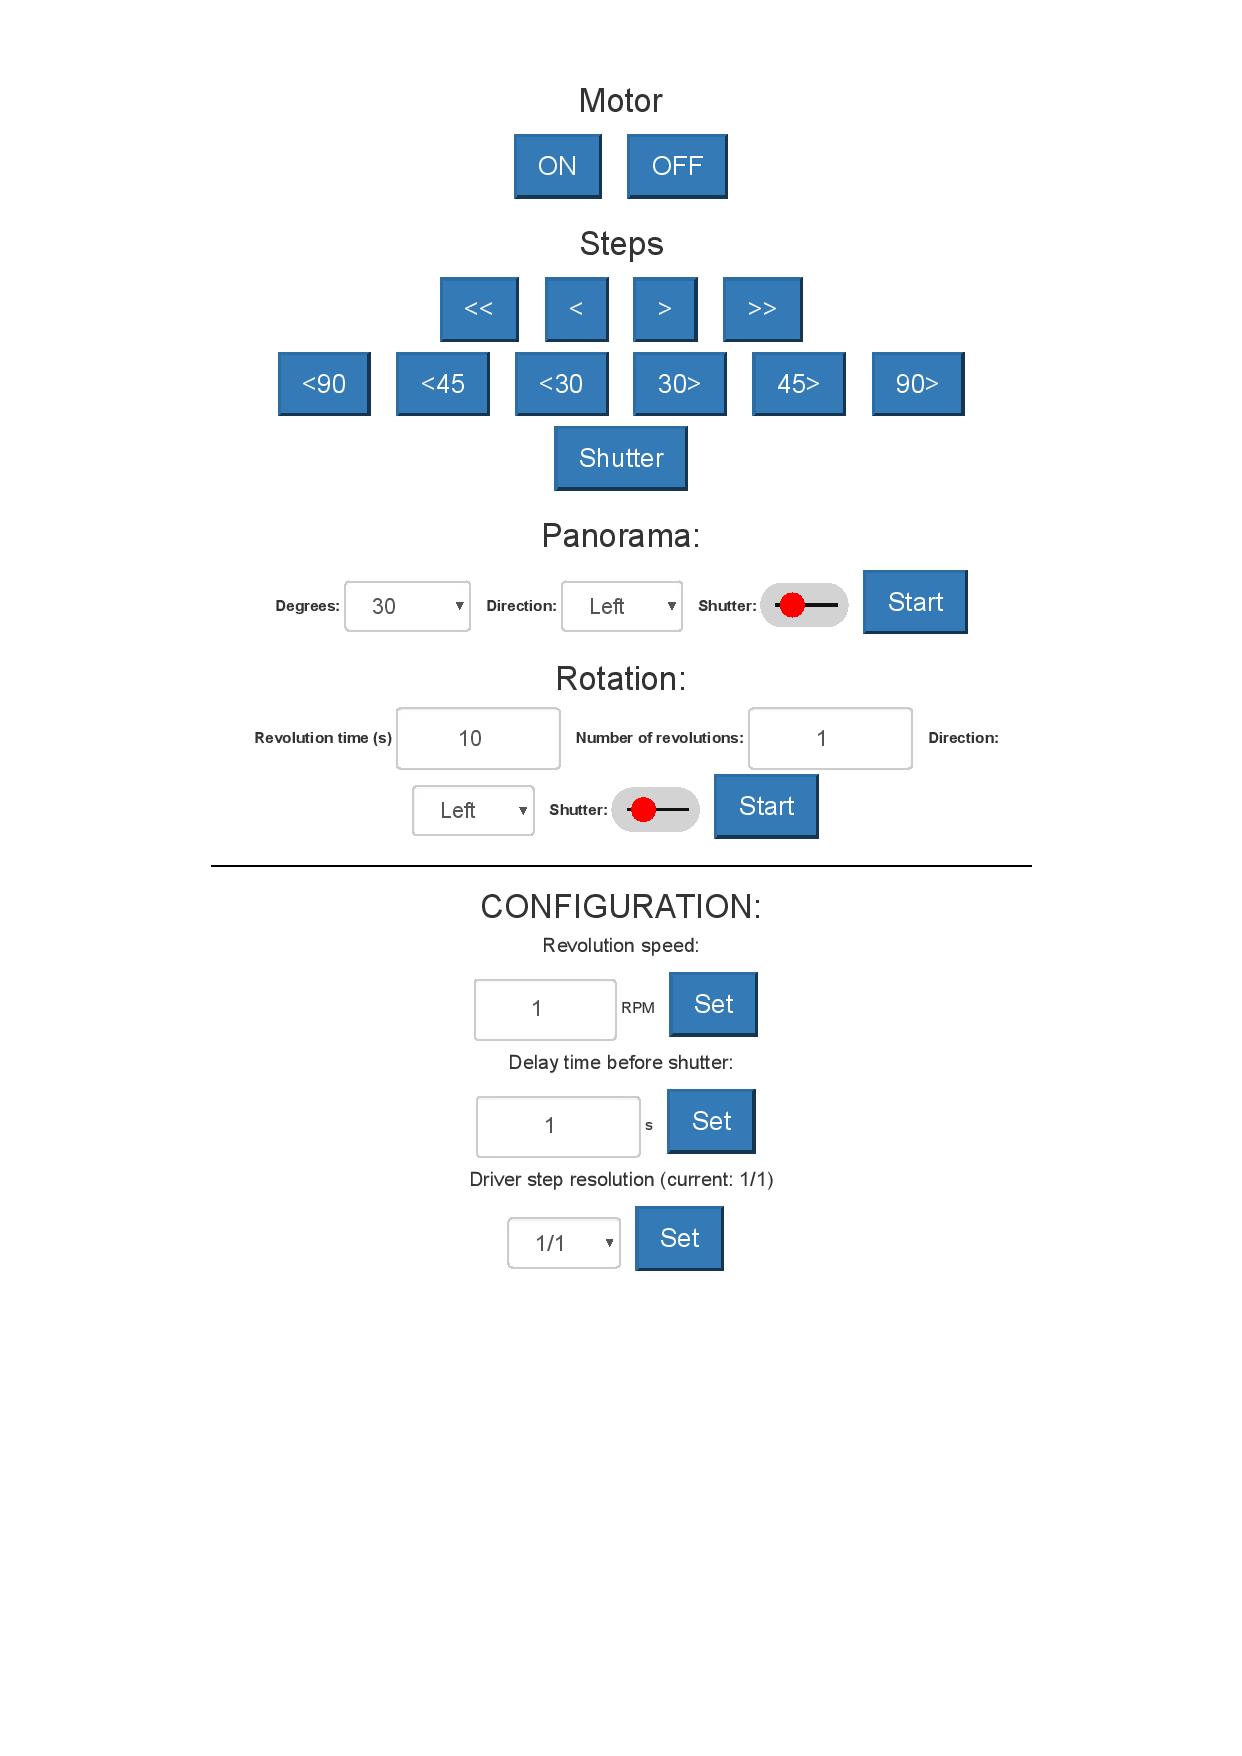 Motor
ON OFF
Steps
<< < > >>
<90 <45 <30 30> 45> 90>
Shutter
Panorama:
Degrees: 30 Direction: Left Shutter: Start
Rotation:
Revolution time (s) 10 Number of revolutions: 1 Direction:
Left Shutter: Start
CONFIGURATION:
Revolution speed:
1 RPM Set
Delay time before shutter:
1 s Set
Driver step resolution (current: 1/1)
1/1 Set